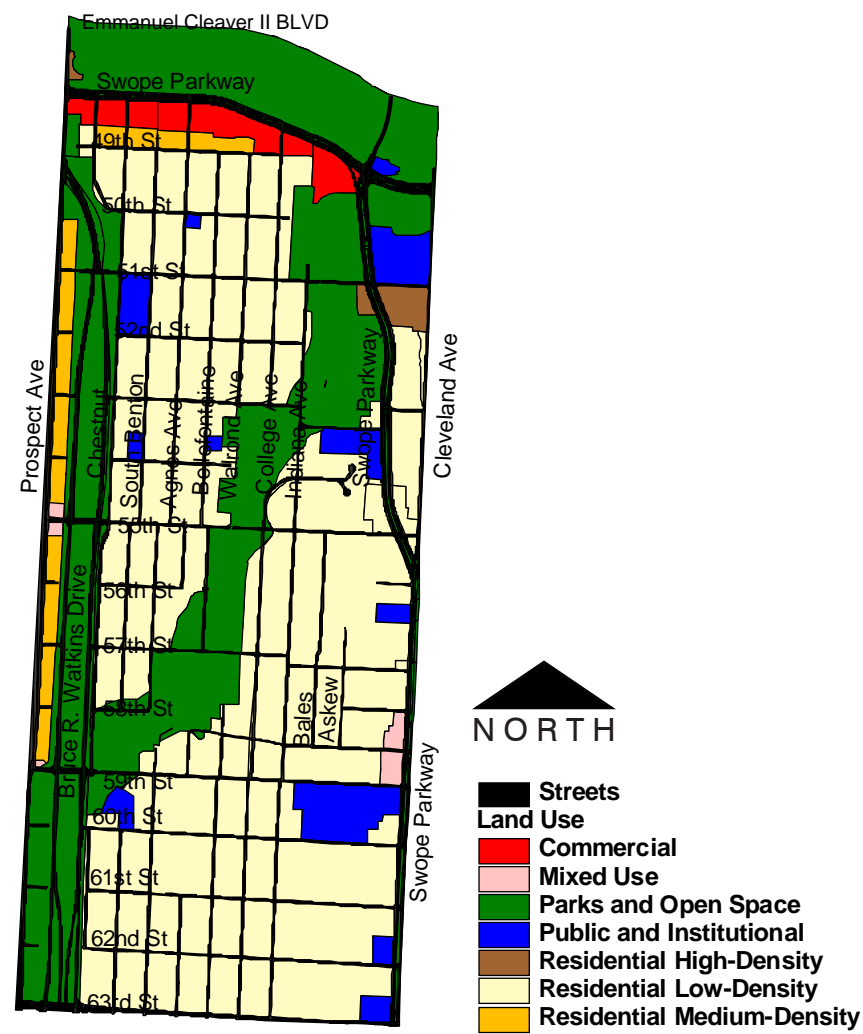 Emmanuel Cleaver II BLVD
Swope Parkway
49th St
50th St
51st St
52nd St
Prospect Ave
Chestnut
South Benton
Agnes Ave
Bellefontaine
Walrond Ave
College Ave
Indiana Ave
Swope Parkway
Cleveland Ave
55th St
56th St
57th St
Bruce R. Watkins Drive
58th St
Bales
Askew
59th St
60th St
Swope Parkway
61st St
62nd St
63rd St
NORTH
Streets
Land Use
Commercial
Mixed Use
Parks and Open Space
Public and Institutional
Residential High-Density
Residential Low-Density
Residential Medium-Density